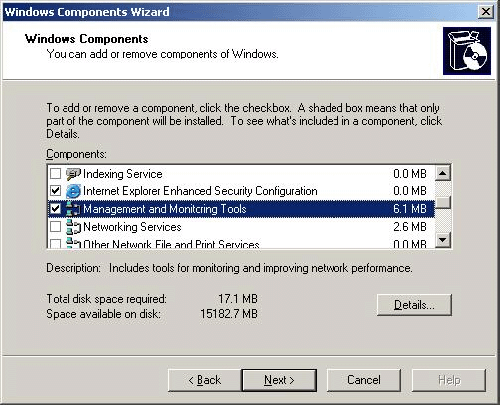 Windows Components Wizard
Windows Components
You can add or remove components of Windows.
To add or remove a component, click the checkbox. A shaded box means that only
part of the component will be installed. To see what's included in a component, click
Details.
Components:
Indexing Service 0.0 MB
Internet Explorer Enhanced Security Configuration 0.0 MB
Management and Monitoring Tools 6.1 MB
Networking Services 2.6 MB
Other Network File and Print Services 0.0 MB
Description: Includes tools for monitoring and improving network performance.
Total disk space required: 17.1 MB
Space available on disk: 15182.7 MB
Details...
< Back
Next >
Cancel
Help